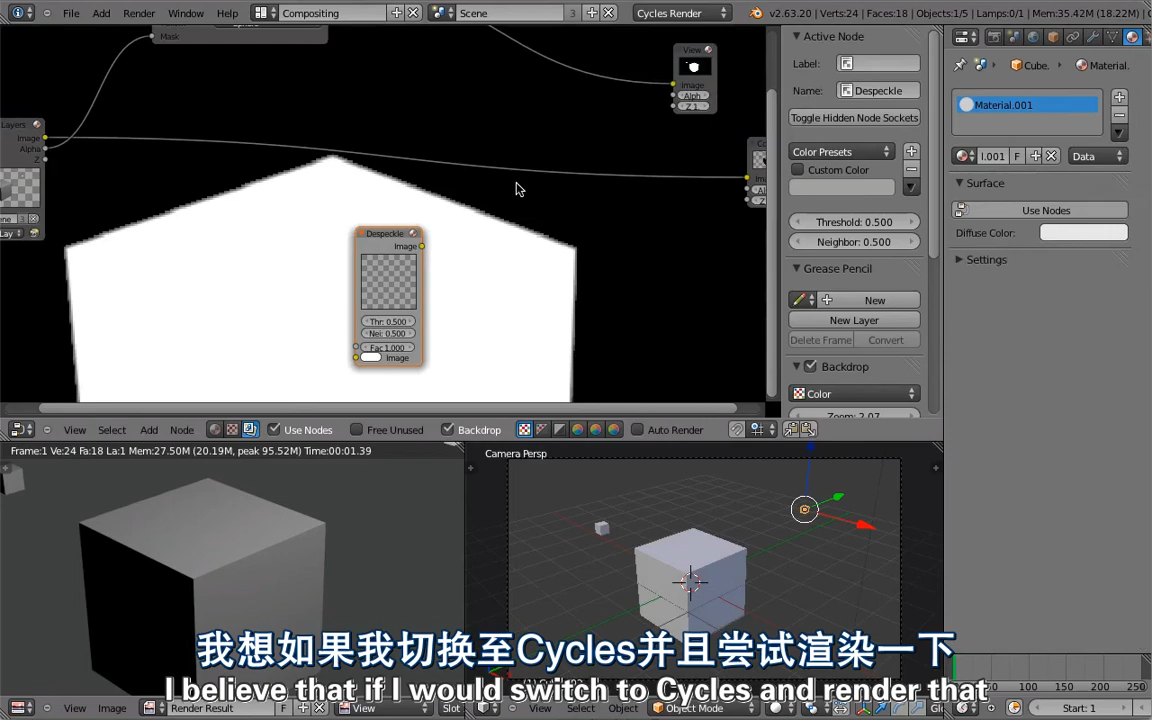 File Add Render Window Help Compositing Scene 3 Cycles Render v2.63.20 | Verts:24 | Faces:18 | Objects:1/5 | Lamps:0/1 | Mem:35.42M (18.22M)
Mask
View
Image
Alph
Z 1
Layers
Image
Alpha
Z
Despeckle
Image
Thr: 0.500
Nei: 0.500
Fac 1.000
Image
Active Node
Label:
Name: Despeckle
Toggle Hidden Node Sockets
Color Presets
Custom Color
Threshold: 0.500
Neighbor: 0.500
Grease Pencil
New
New Layer
Delete Frame Convert
Backdrop
Color
Zoom: 2.07
Cube. Material.
Material.001
I.001 F Data
Surface
Use Nodes
Diffuse Color:
Settings
View Select Add Node Use Nodes Free Unused Backdrop Auto Render
Frame:1 Ve:24 Fa:18 La:1 Mem:27.50M (20.19M, peak 95.52M) Time:00:01.39
Camera Persp
我想如果我切换至Cycles并且尝试渲染一下
I believe that if I would switch to Cycles and render that
0 50 100 150 200 250
View Image Render Result F View Slot View Select Object Object Mode Start: 1